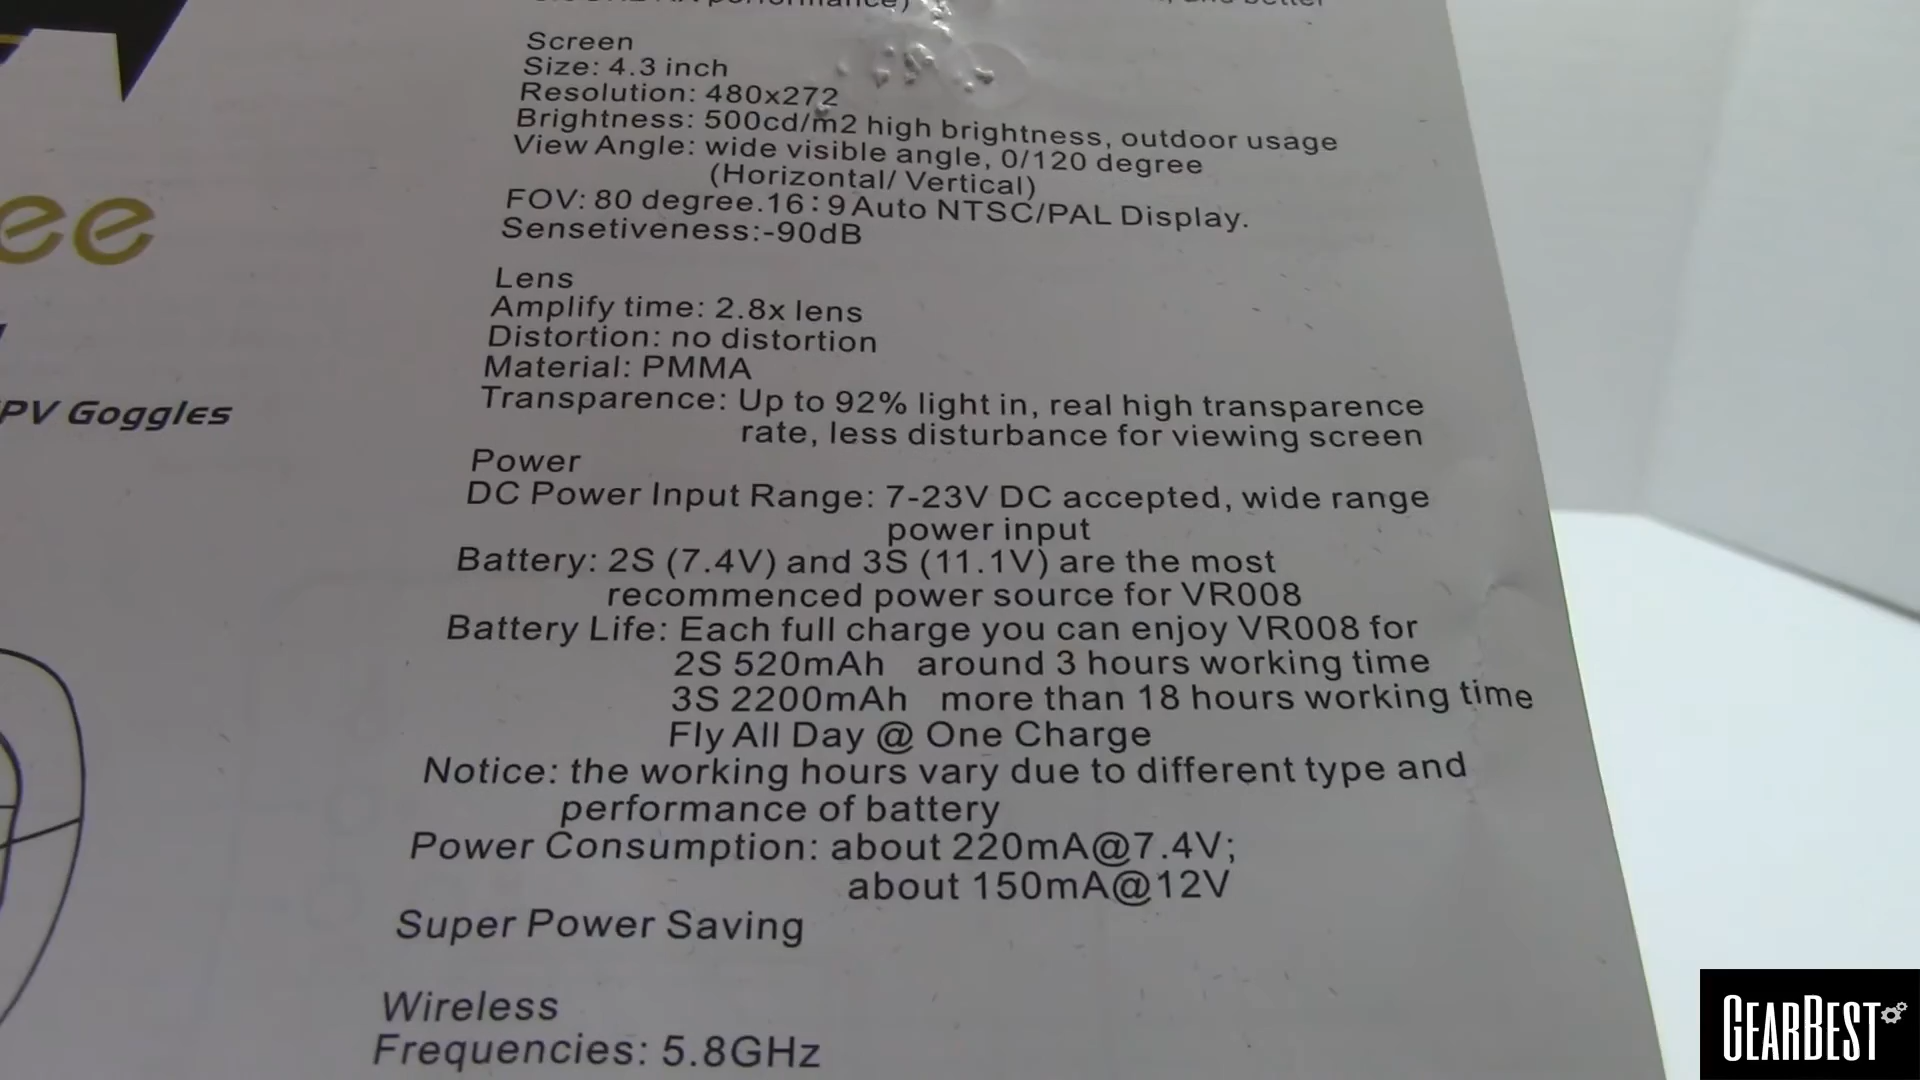 Screen
Size: 4.3 inch
Resolution: 480x272
Brightness: 500cd/m2 high brightness, outdoor usage
View Angle: wide visible angle, 0/120 degree
(Horizontal/ Vertical)
FOV: 80 degree.16:9 Auto NTSC/PAL Display.
Sensetiveness:-90dB
Lens
Amplify time: 2.8x lens
Distortion: no distortion
Material: PMMA
Transparence: Up to 92% light in, real high transparence
rate, less disturbance for viewing screen
Power
DC Power Input Range: 7-23V DC accepted, wide range
power input
Battery: 2S (7.4V) and 3S (11.1V) are the most
recommenced power source for VR008
Battery Life: Each full charge you can enjoy VR008 for
2S 520mAh around 3 hours working time
3S 2200mAh more than 18 hours working time
Fly All Day @ One Charge
Notice: the working hours vary due to different type and
performance of battery
Power Consumption: about 220mA@7.4V;
about 150mA@12V
Super Power Saving
Wireless
Frequencies: 5.8GHz
ee
PV Goggles
GEARBEST